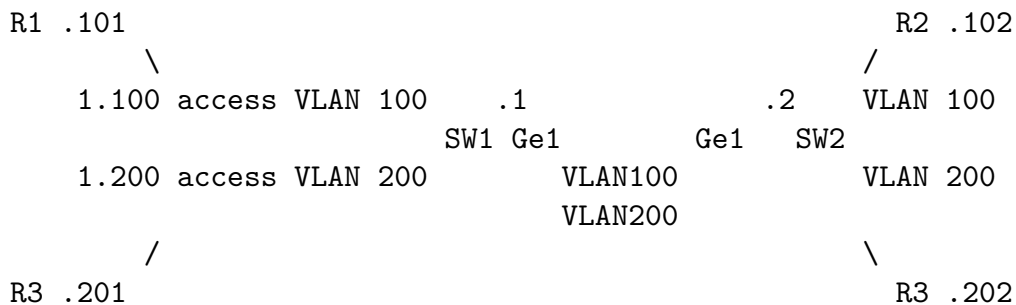 R1 .101 R2 .102
\ /
1.100 access VLAN 100 .1 .2 VLAN 100
SW1 Ge1 Ge1 SW2
1.200 access VLAN 200 VLAN100 VLAN 200
VLAN200
/ \
R3 .201 R3 .202